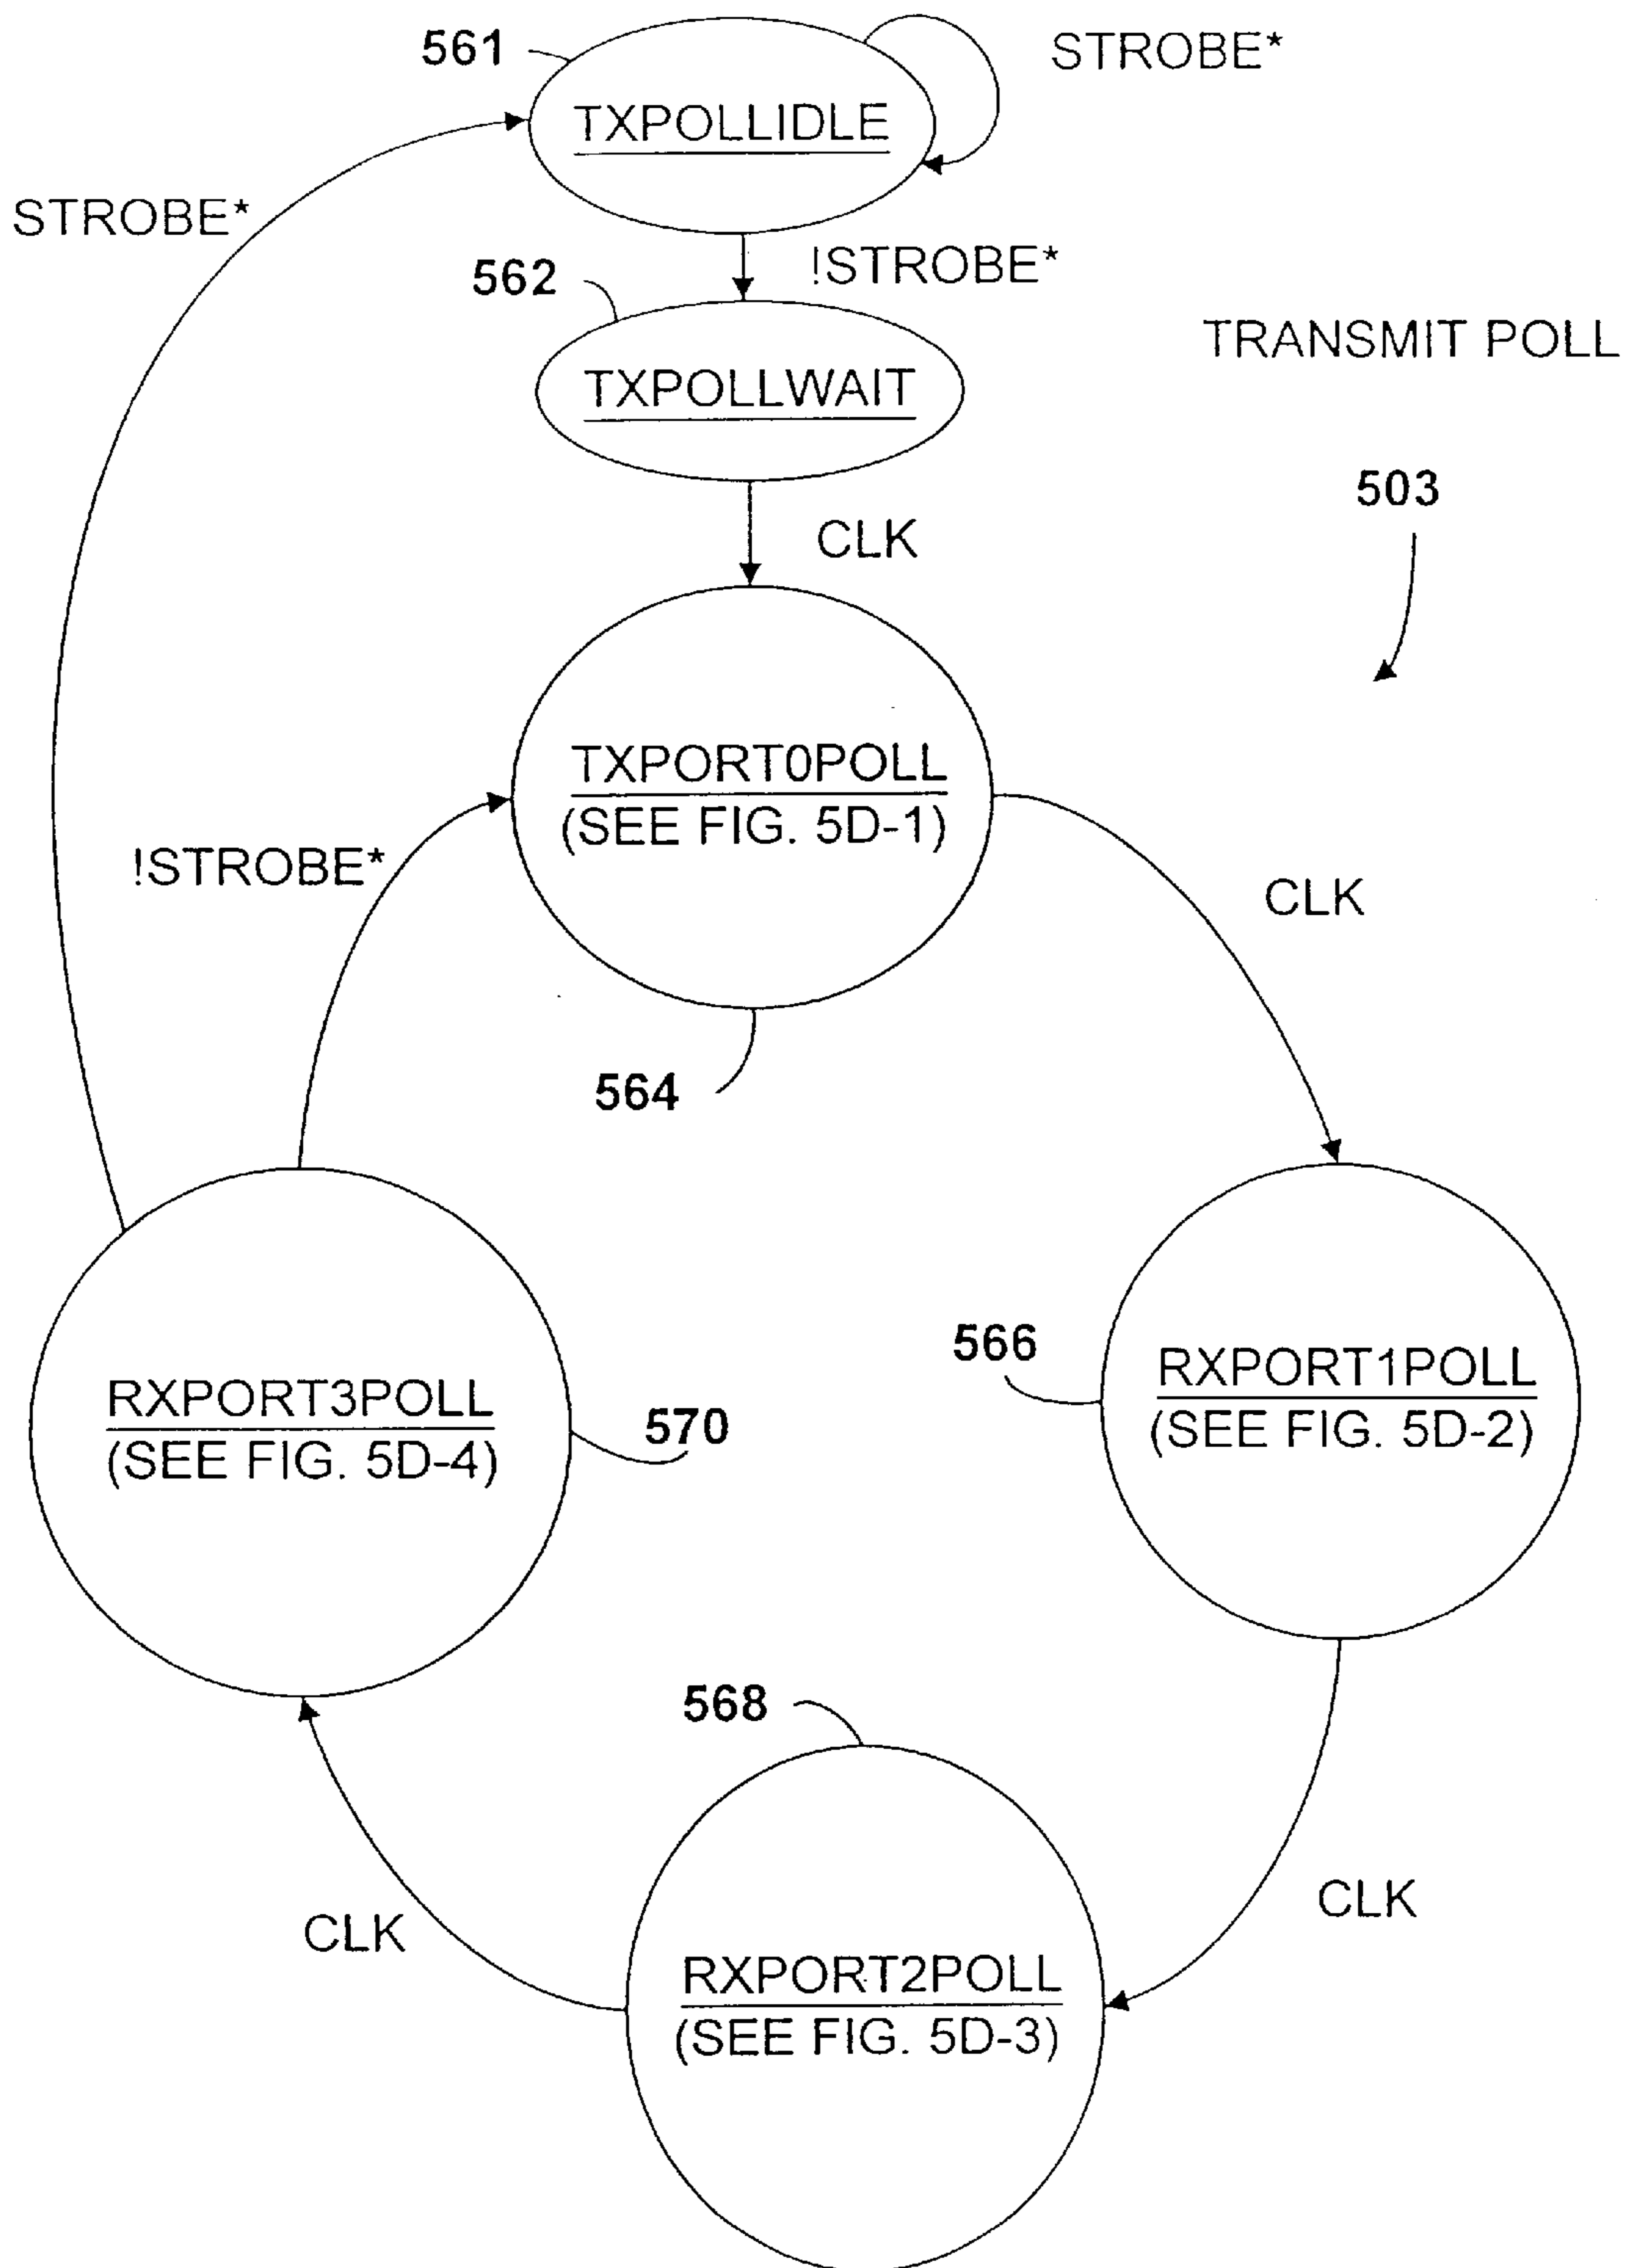 561
STROBE*
TXPOLLIDLE
STROBE*
!STROBE*
562
TRANSMIT POLL
TXPOLLWAIT
503
CLK
TXPORT0POLL
(SEE FIG. 5D-1)
!STROBE*
CLK
564
566
RXPORT1POLL
(SEE FIG. 5D-2)
RXPORT3POLL
(SEE FIG. 5D-4)
570
568
CLK
CLK
RXPORT2POLL
(SEE FIG. 5D-3)